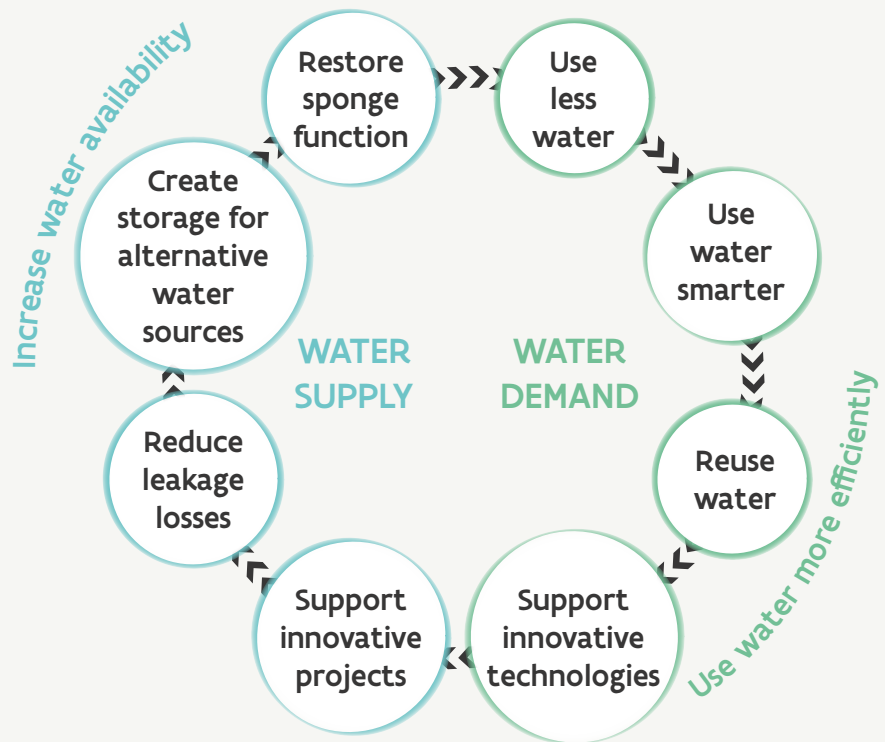 Increase water availability
Restore
sponge
function
Use
less
water
Create
storage for
alternative
water
sources
Use
water
smarter
WATER
SUPPLY
WATER
DEMAND
Reduce
leakage
losses
Reuse
water
Use water more efficiently
Support
innovative
projects
Support
innovative
technologies